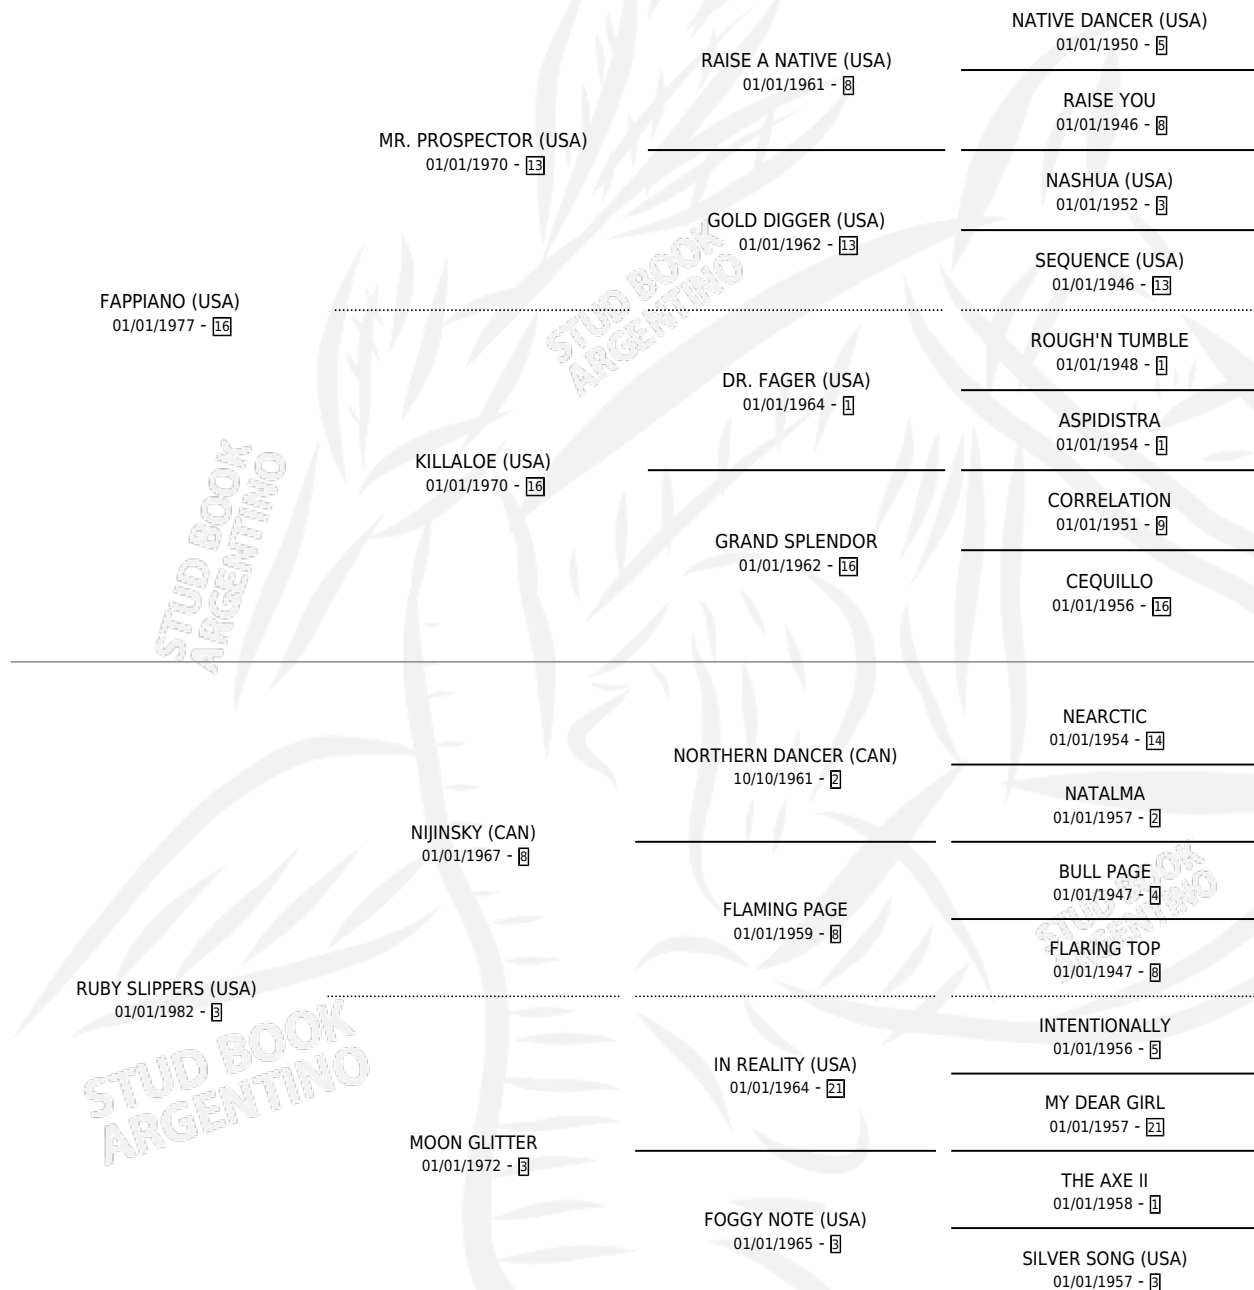 NATIVE DANCER (USA)
01/01/1950 - 5
RAISE A NATIVE (USA)
01/01/1961 - 8
RAISE YOU
01/01/1946 - 8
MR. PROSPECTOR (USA)
01/01/1970 - 13
NASHUA (USA)
01/01/1952 - 3
GOLD DIGGER (USA)
01/01/1962 - 13
SEQUENCE (USA)
01/01/1946 - 13
FAPPIANO (USA)
01/01/1977 - 16
STUD BOOK
ARGENTINO
ROUGH'N TUMBLE
01/01/1948 - 1
DR. FAGER (USA)
01/01/1964 - 1
ASPIDISTRA
01/01/1954 - 1
KILLALOE (USA)
01/01/1970 - 16
CORRELATION
01/01/1951 - 9
GRAND SPLENDOR
01/01/1962 - 16
CEQUILLO
01/01/1956 - 16
STUD BOOK
ARGENTINO
NEARCTIC
01/01/1954 - 14
NORTHERN DANCER (CAN)
10/10/1961 - 2
NATALMA
01/01/1957 - 2
NIJINSKY (CAN)
01/01/1967 - 8
BULL PAGE
01/01/1947 - 4
FLAMING PAGE
01/01/1959 - 8
STUD BOOK
ARGENTINO
FLARING TOP
01/01/1947 - 8
RUBY SLIPPERS (USA)
01/01/1982 - 3
STUD BOOK
ARGENTINO
INTENTIONALLY
01/01/1956 - 5
IN REALITY (USA)
01/01/1964 - 21
MY DEAR GIRL
01/01/1957 - 21
MOON GLITTER
01/01/1972 - 3
THE AXE II
01/01/1958 - 1
FOGGY NOTE (USA)
01/01/1965 - 3
SILVER SONG (USA)
01/01/1957 - 3